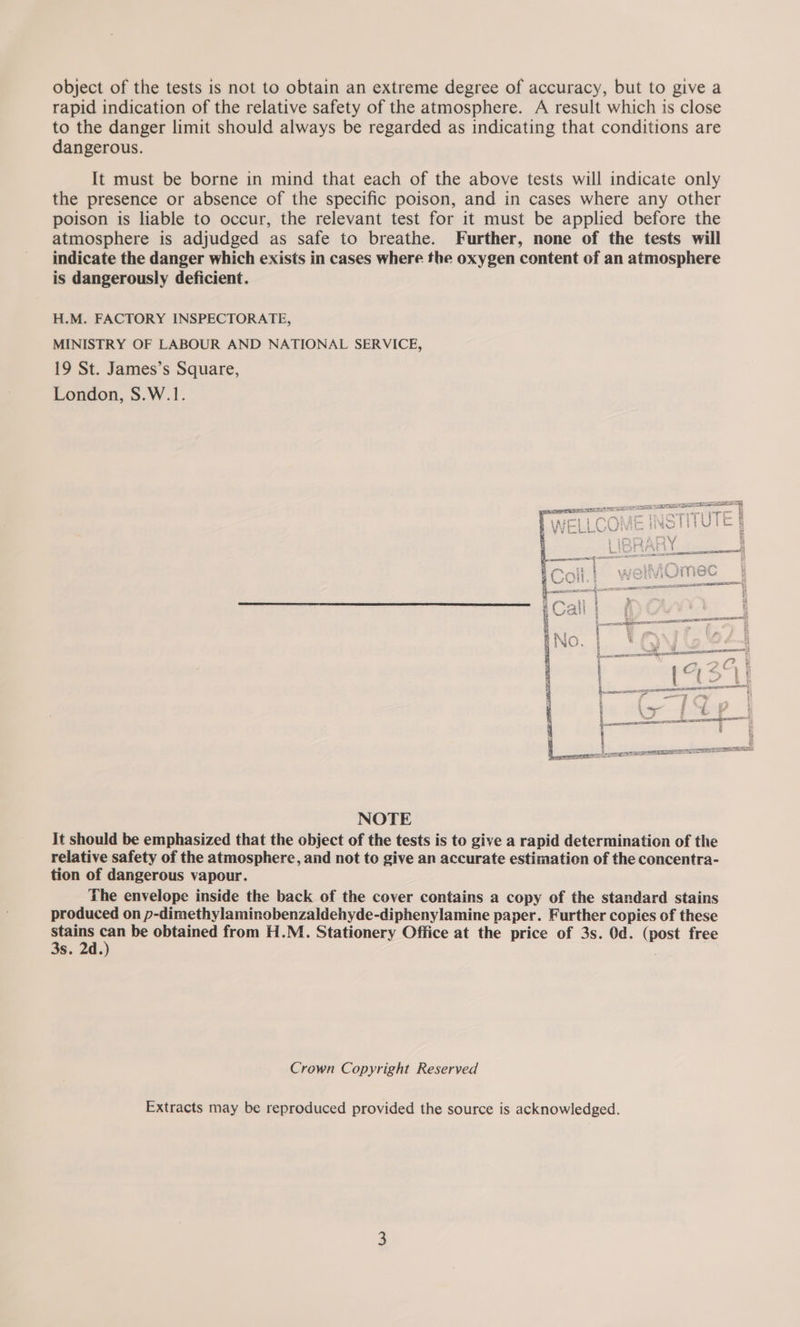 object of the tests is not to obtain an extreme degree of accuracy, but to give a
rapid indication of the relative safety of the atmosphere. A result which is close
to the danger limit should always be regarded as indicating that conditions are
dangerous.
It must be borne in mind that each of the above tests will indicate only
the presence or absence of the specific poison, and in cases where any other
poison is liable to occur, the relevant test for it must be applied before the
atmosphere is adjudged as safe to breathe. Further, none of the tests will
indicate the danger which exists in cases where the oxygen content of an atmosphere
is dangerously deficient.
H.M. FACTORY INSPECTORATE,
MINISTRY OF LABOUR AND NATIONAL SERVICE,
19 St. James's Square,
London, S.W.1.
WELLCOME INSTITUTE
LIBRARY
Coll. welMOmec
Call
No.
1939
G71gp
NOTE
It should be emphasized that the object of the tests is to give a rapid determination of the
relative safety of the atmosphere, and not to give an accurate estimation of the concentra-
tion of dangerous vapour.
The envelope inside the back of the cover contains a copy of the standard stains
produced on p-dimethylaminobenzaldehyde-diphenylamine paper. Further copies of these
stains can be obtained from H.M. Stationery Office at the price of 3s. 0d. (post free
3s. 2d.)
Crown Copyright Reserved
Extracts may be reproduced provided the source is acknowledged.
3